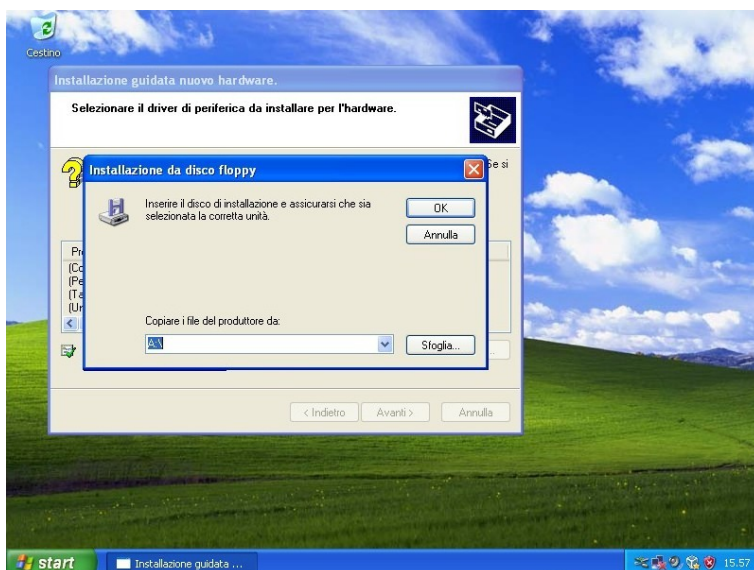 Cestino
Installazione guidata nuovo hardware.
Selezionare il driver di periferica da installare per l'hardware.
Se si
Installazione da disco floppy
Inserire il disco di installazione e assicurarsi che sia
selezionata la corretta unità.
OK
Annulla
Copiare i file del produttore da:
A:\
Sfoglia...
< Indietro
Avanti >
Annulla
start
Installazione guidata ...
15.57